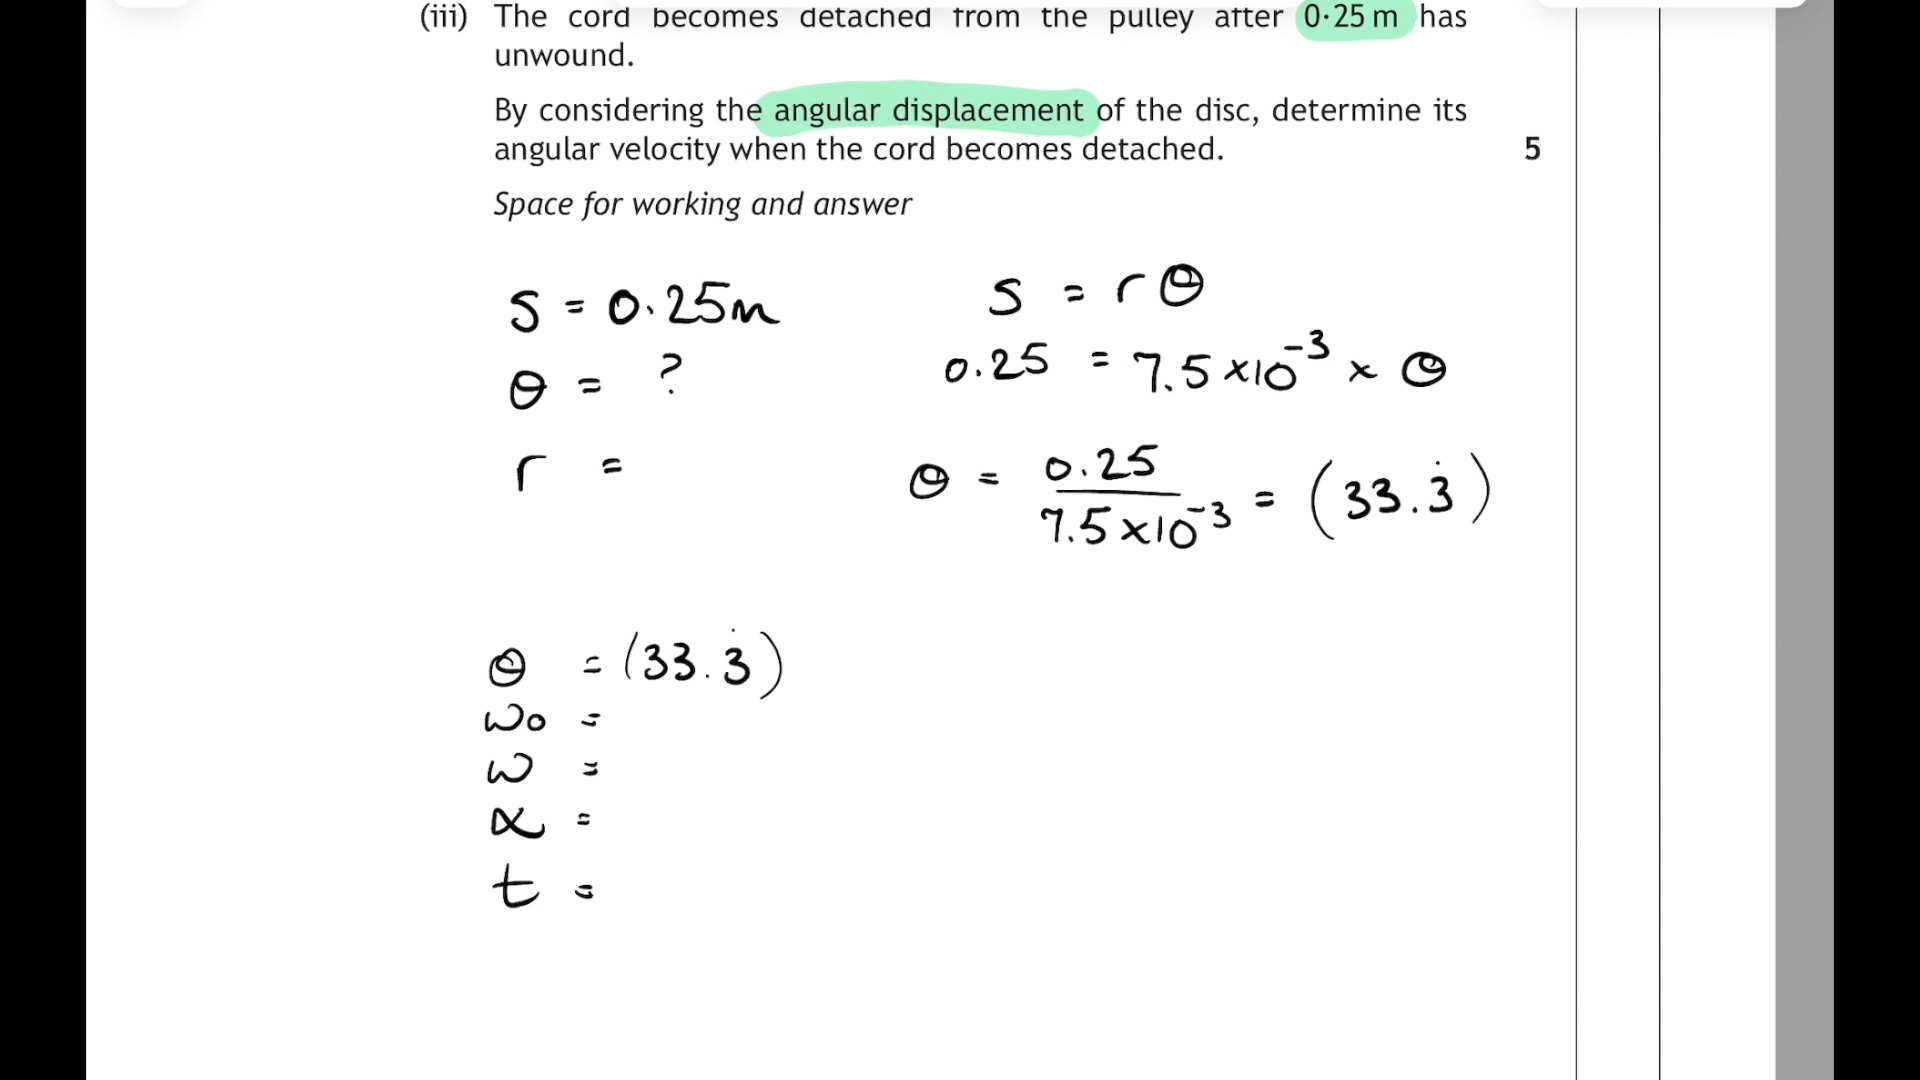 (iii) The cord becomes detached from the pulley after 0·25 m has
unwound.
By considering the angular displacement of the disc, determine its
angular velocity when the cord becomes detached. 5
Space for working and answer
s = 0.25m
θ = ?
r =
s = rθ
0.25 = 7.5 ×10⁻³ × θ
θ = 0.25 / 7.5 ×10⁻³ = (33.3̇)
θ = (33.3̇)
ω₀ =
ω =
α =
t =